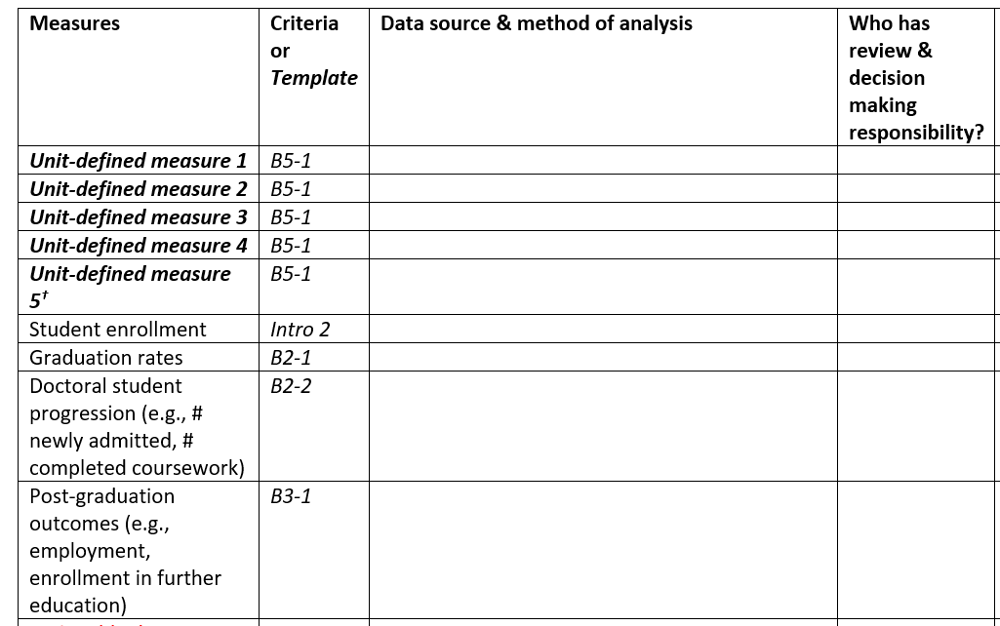 Measures
Criteria
or
Template
Data source & method of analysis
Who has
review &
decision
making
responsibility?
Unit-defined measure 1 B5-1
Unit-defined measure 2 B5-1
Unit-defined measure 3 B5-1
Unit-defined measure 4 B5-1
Unit-defined measure B5-1
5†
Student enrollment Intro 2
Graduation rates B2-1
Doctoral student B2-2
progression (e.g., #
newly admitted, #
completed coursework)
Post-graduation B3-1
outcomes (e.g.,
employment,
enrollment in further
education)